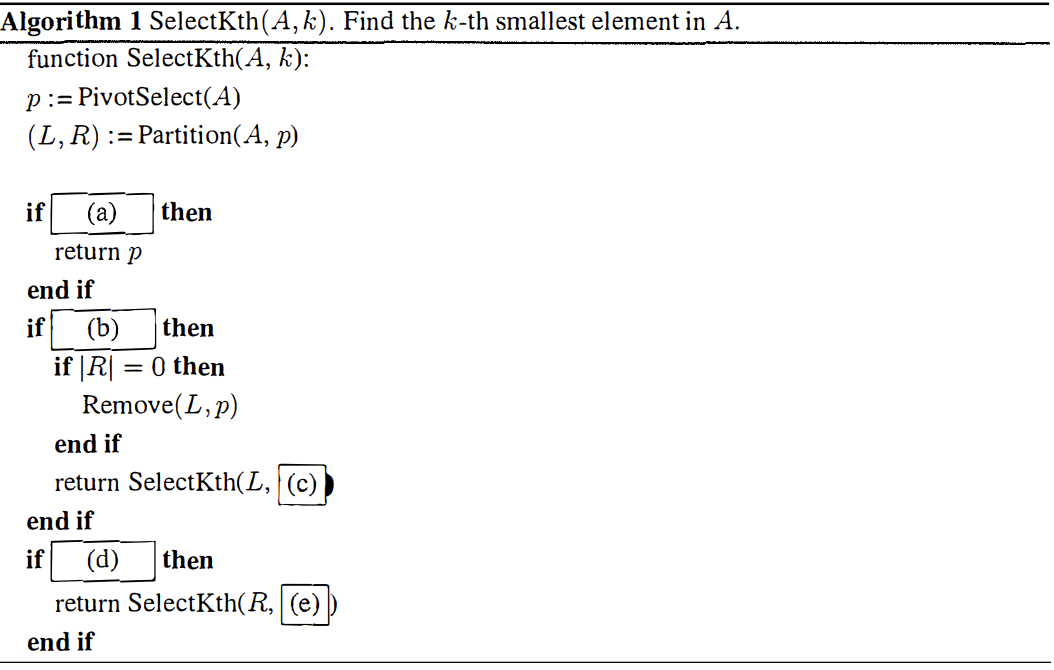 Algorithm 1 SelectKth(A, k). Find the k-th smallest element in A.
function SelectKth(A, k):
p := PivotSelect(A)
(L, R) := Partition(A, p)
if (a) then
return p
end if
if (b) then
if |R| = 0 then
Remove(L, p)
end if
return SelectKth(L, (c))
end if
if (d) then
return SelectKth(R, (e))
end if